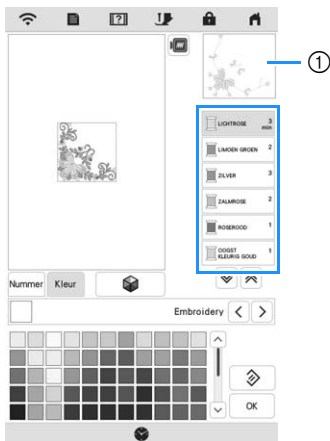 ①
LICHTROSE 3
min
LIMOEN GROEN 2
ZILVER 3
ZALMROSE 2
ROSEROOD 1
OOGST
KLEURIG GOUD 1
Nummer Kleur
Embroidery
OK